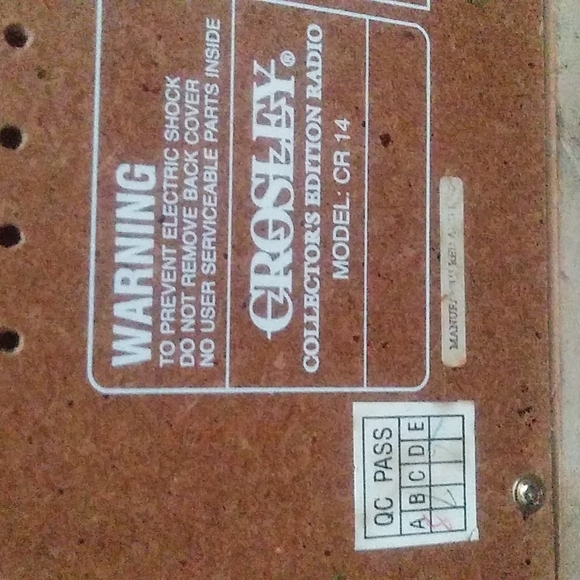 WARNING
TO PREVENT ELECTRIC SHOCK
DO NOT REMOVE BACK COVER
NO USER SERVICEABLE PARTS INSIDE
CROSLEY®
COLLECTOR'S EDITION RADIO
MODEL: CR 14
QC PASS
A B C D E